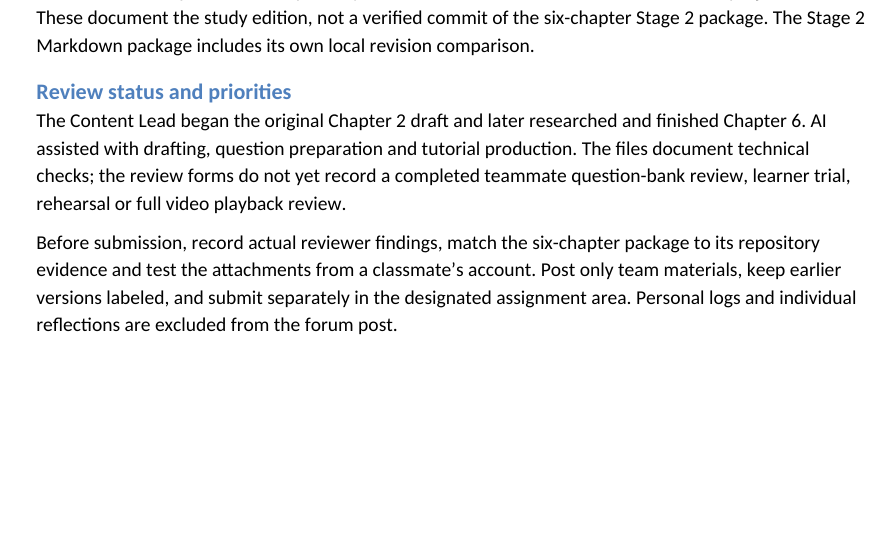 These document the study edition, not a verified commit of the six-chapter Stage 2 package. The Stage 2
Markdown package includes its own local revision comparison.
Review status and priorities
The Content Lead began the original Chapter 2 draft and later researched and finished Chapter 6. AI
assisted with drafting, question preparation and tutorial production. The files document technical
checks; the review forms do not yet record a completed teammate question-bank review, learner trial,
rehearsal or full video playback review.
Before submission, record actual reviewer findings, match the six-chapter package to its repository
evidence and test the attachments from a classmate’s account. Post only team materials, keep earlier
versions labeled, and submit separately in the designated assignment area. Personal logs and individual
reflections are excluded from the forum post.